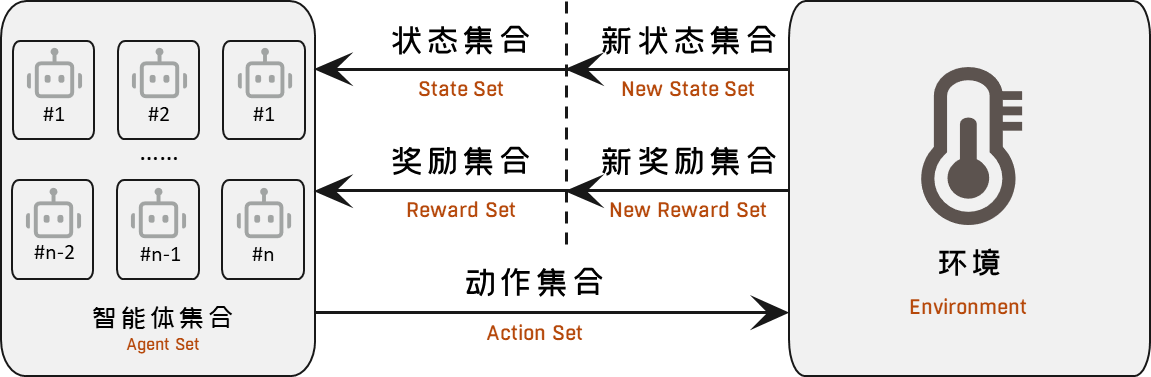 #1
#2
#1
……
#n-2
#n-1
#n
智能体集合
Agent Set
状态集合
State Set
新状态集合
New State Set
奖励集合
Reward Set
新奖励集合
New Reward Set
动作集合
Action Set
环境
Environment